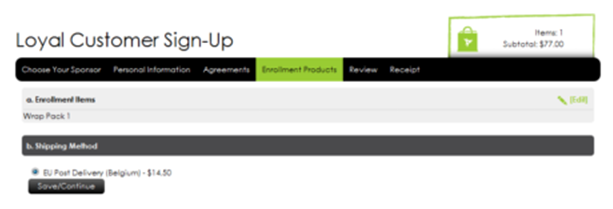 Loyal Customer Sign-Up
Items: 1
Subtotal: $77.00
Choose Your Sponsor Personal Information Agreements Enrollment Products Review Receipt
a. Enrollment Items [Edit]
Wrap Pack 1
b. Shipping Method
EU Post Delivery (Belgium) - $14.50
Save/Continue